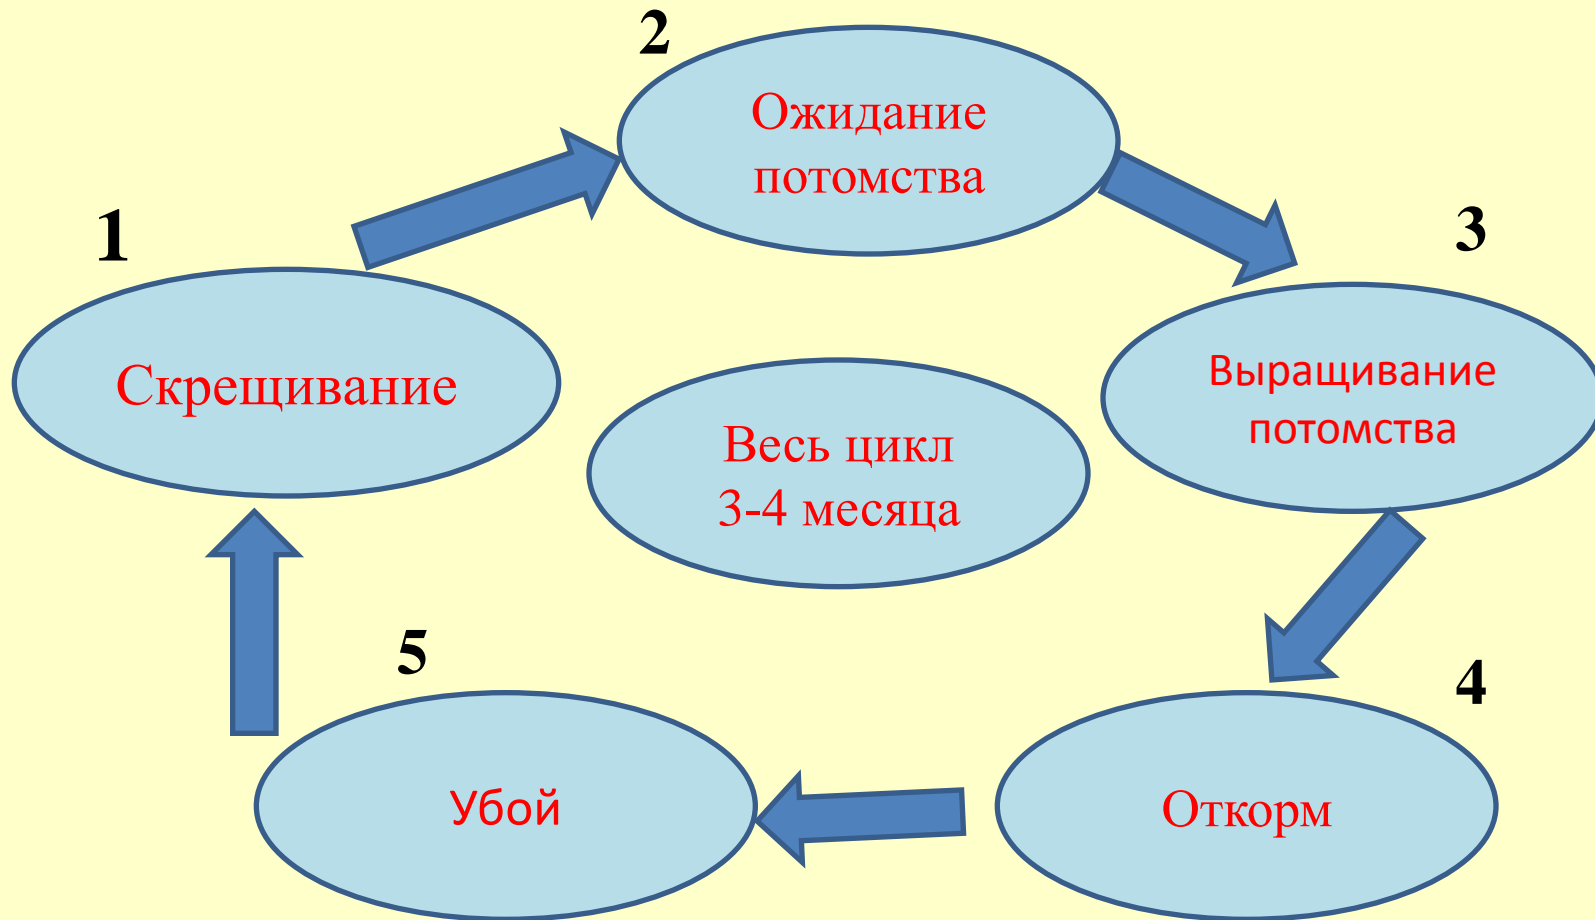 1
Скрещивание
2
Ожидание
потомства
3
Выращивание
потомства
4
Откорм
5
Убой
Весь цикл
3-4 месяца